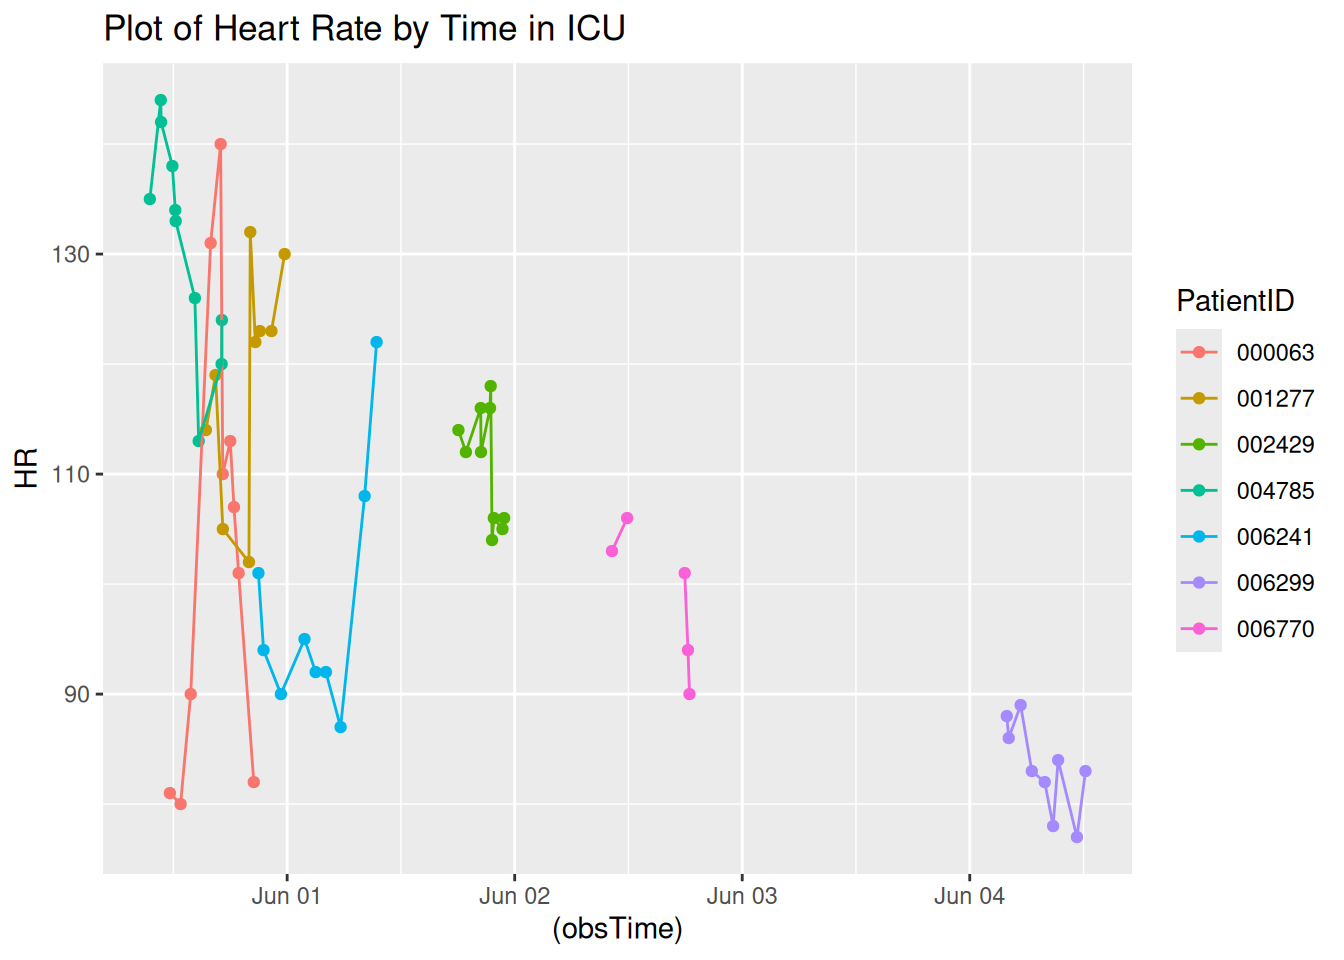 Plot of Heart Rate by Time in ICU
HR
130
110
90
Jun 01
Jun 02
Jun 03
Jun 04
(obsTime)
PatientID
000063
001277
002429
004785
006241
006299
006770